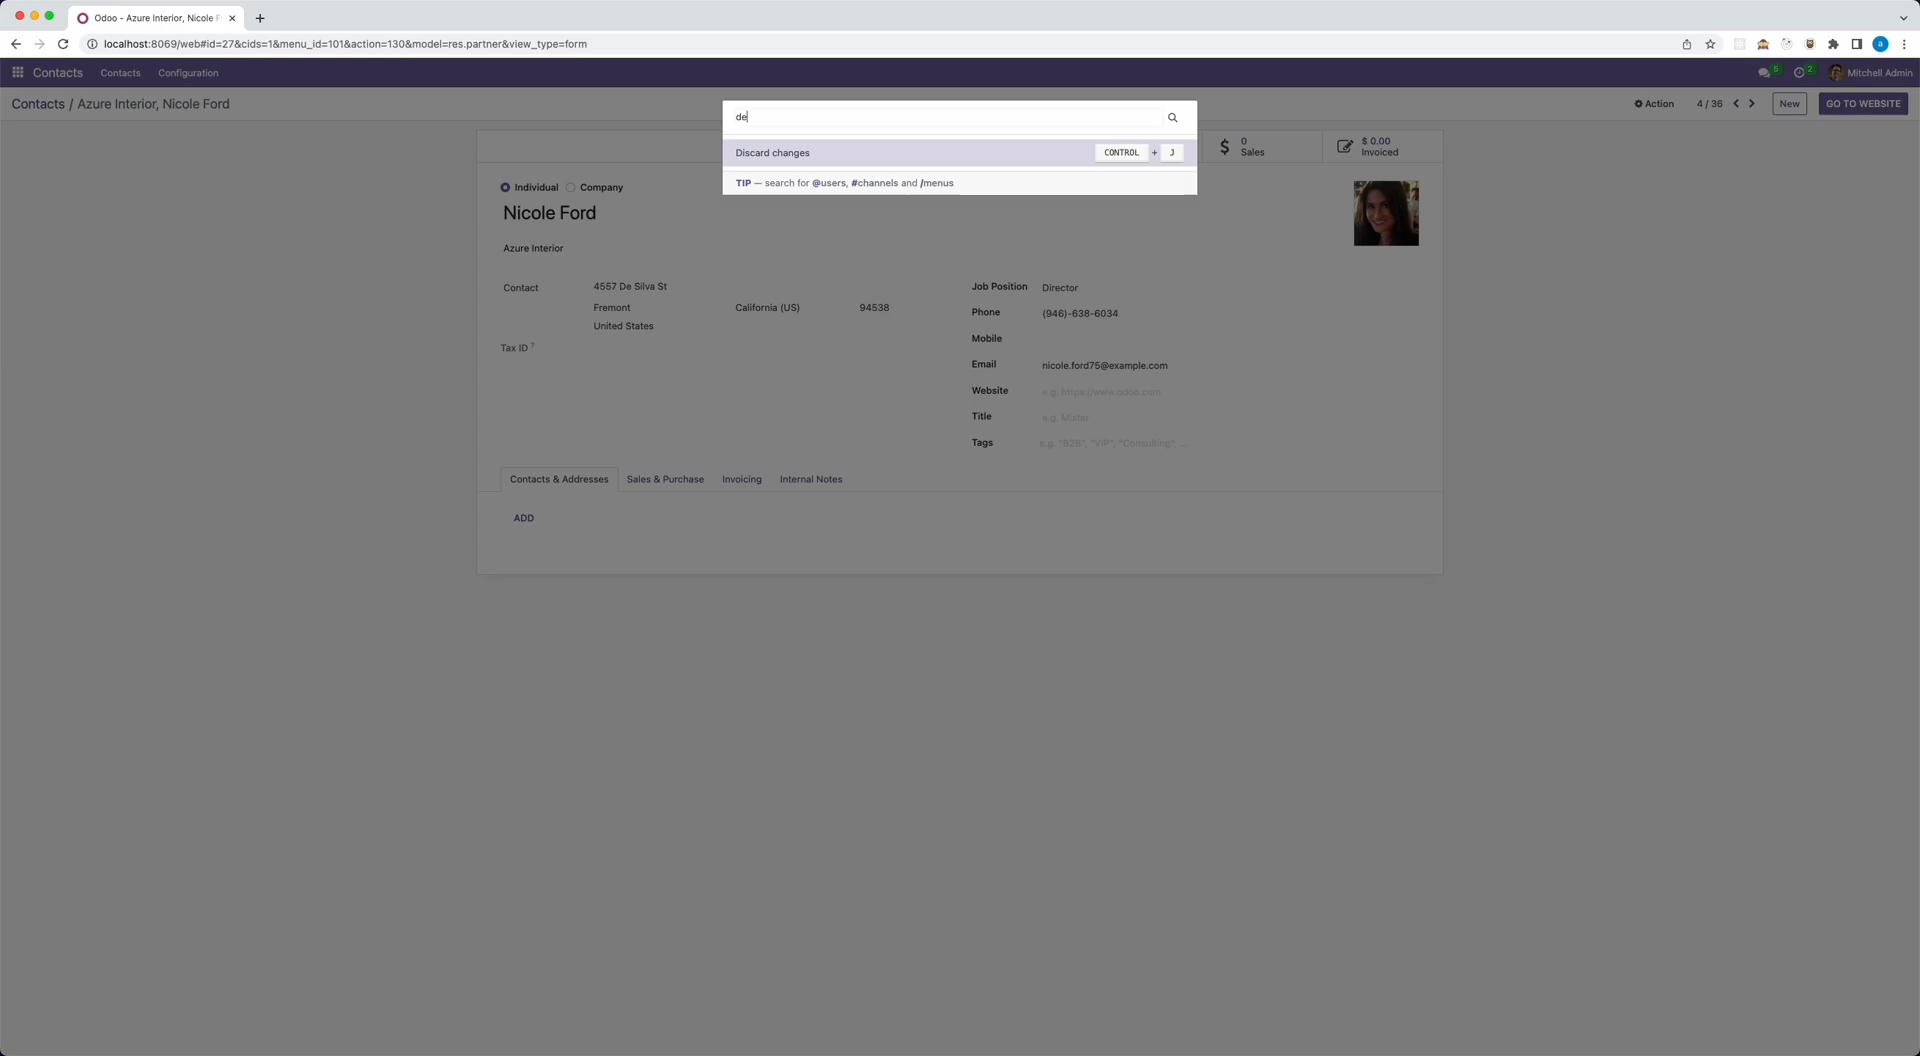 Odoo - Azure Interior, Nicole F
localhost:8069/web#id=27&cids=1&menu_id=101&action=130&model=res.partner&view_type=form
a
Contacts Contacts Configuration 5 2 Mitchell Admin
Contacts / Azure Interior, Nicole Ford Action 4 / 36 New GO TO WEBSITE
de
Discard changes CONTROL + J
TIP — search for @users, #channels and /menus
0
Sales
$ 0.00
Invoiced
Individual Company
Nicole Ford
Azure Interior
Contact 4557 De Silva St
Fremont California (US) 94538
United States
Tax ID ?
Job Position Director
Phone (946)-638-6034
Mobile
Email nicole.ford75@example.com
Website e.g. https://www.odoo.com
Title e.g. Mister
Tags e.g. "B2B", "VIP", "Consulting", ...
Contacts & Addresses Sales & Purchase Invoicing Internal Notes
ADD